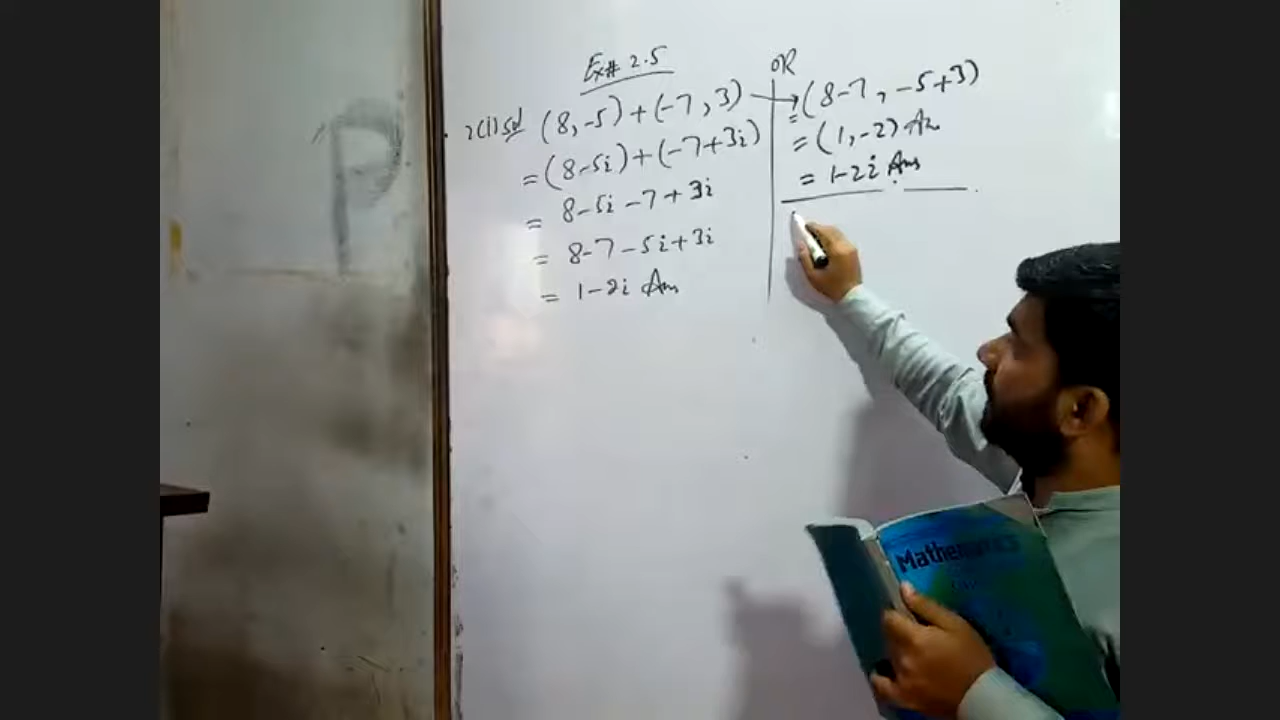 Ex# 2.5
2(i) Sol (8, -5) + (-7, 3)
= (8-5i) + (-7+3i)
= 8-5i -7 + 3i
= 8-7 -5i+3i
= 1-2i Ans
OR
= (8-7, -5+3)
= (1, -2) An
= 1-2i Ans
P
Mathematics